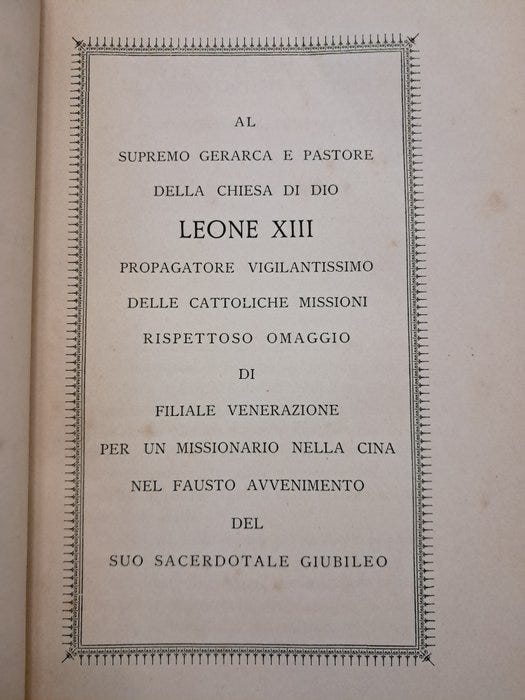 AL
SUPREMO GERARCA E PASTORE
DELLA CHIESA DI DIO
LEONE XIII
PROPAGATORE VIGILANTISSIMO
DELLE CATTOLICHE MISSIONI
RISPETTOSO OMAGGIO
DI
FILIALE VENERAZIONE
PER UN MISSIONARIO NELLA CINA
NEL FAUSTO AVVENIMENTO
DEL
SUO SACERDOTALE GIUBILEO